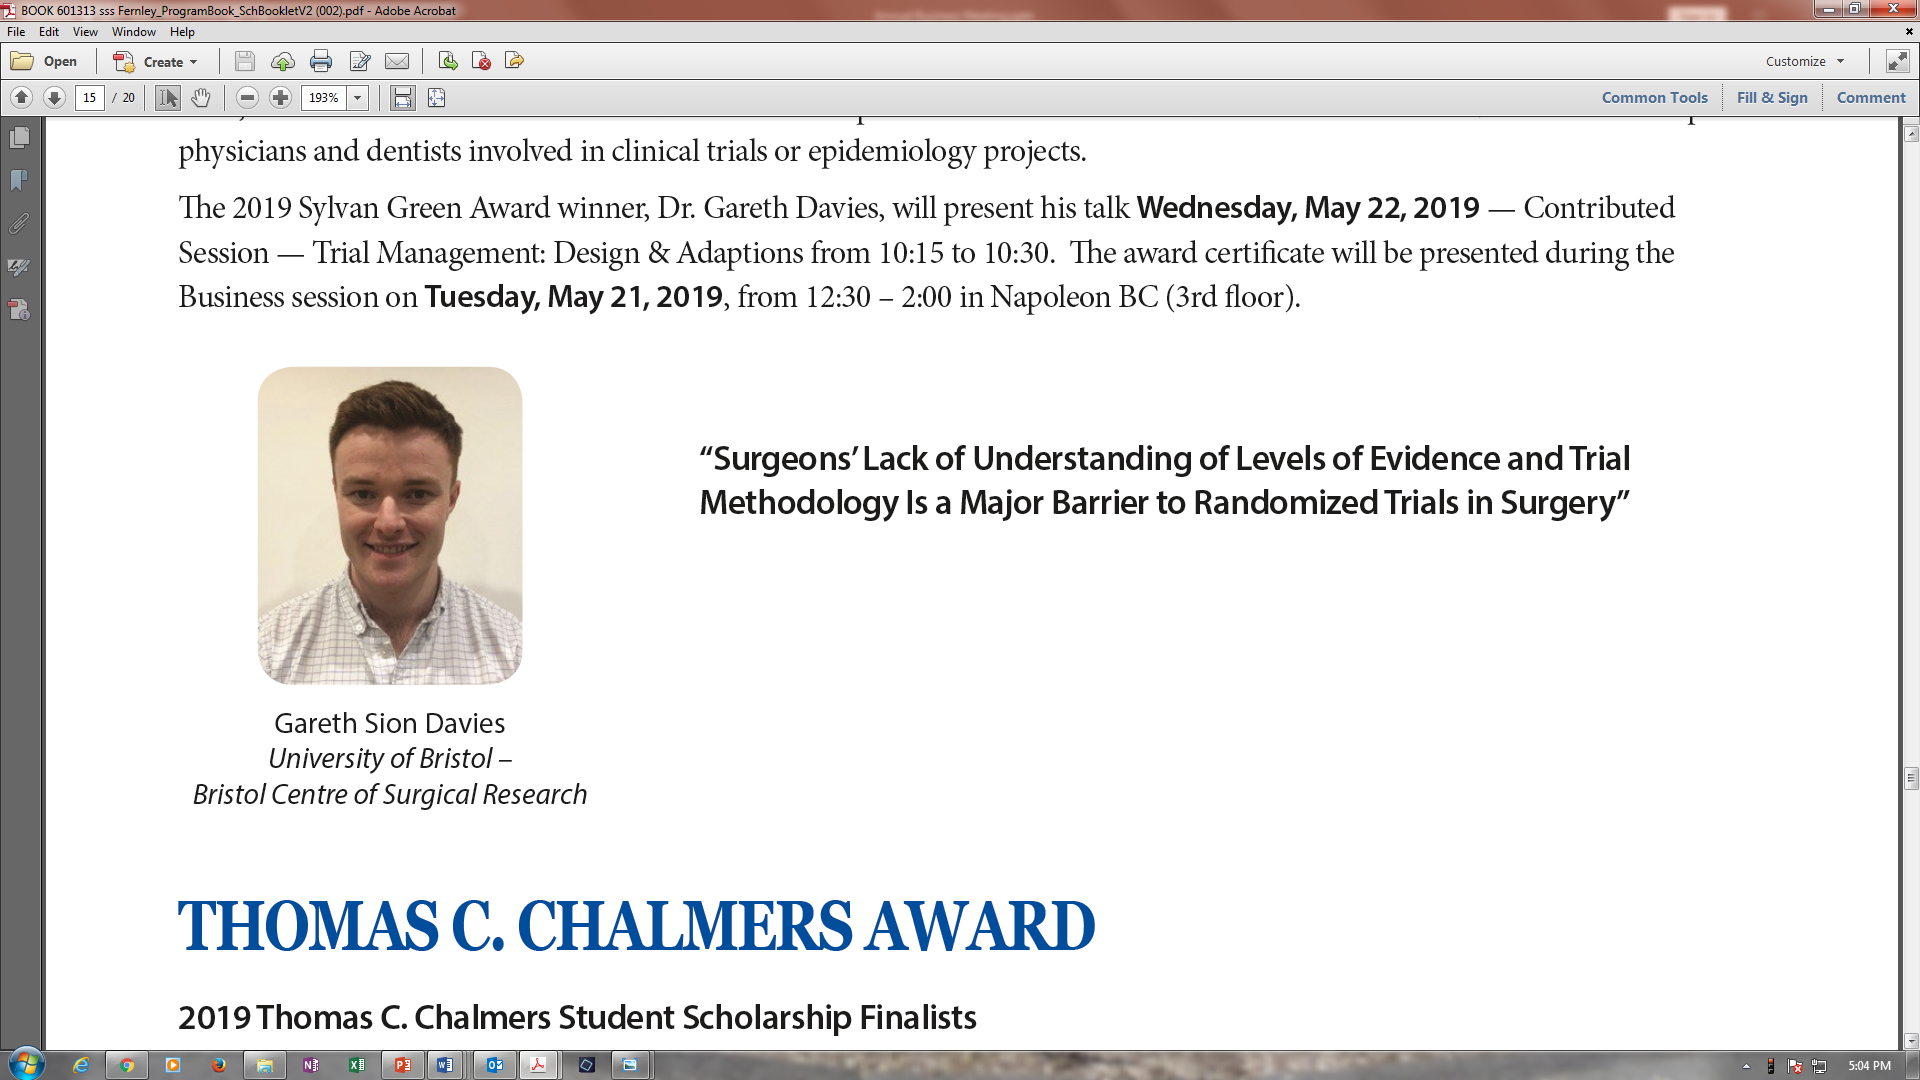 BOOK 601313 sss Fernley_ProgramBook_SchBookletV2 (002).pdf - Adobe Acrobat
File Edit View Window Help
Open Create Customize
15 / 20 193% Common Tools Fill & Sign Comment
physicians and dentists involved in clinical trials or epidemiology projects.
The 2019 Sylvan Green Award winner, Dr. Gareth Davies, will present his talk Wednesday, May 22, 2019 — Contributed
Session — Trial Management: Design & Adaptions from 10:15 to 10:30. The award certificate will be presented during the
Business session on Tuesday, May 21, 2019, from 12:30 – 2:00 in Napoleon BC (3rd floor).
“Surgeons’ Lack of Understanding of Levels of Evidence and Trial
Methodology Is a Major Barrier to Randomized Trials in Surgery”
Gareth Sion Davies
University of Bristol –
Bristol Centre of Surgical Research
THOMAS C. CHALMERS AWARD
2019 Thomas C. Chalmers Student Scholarship Finalists
5:04 PM